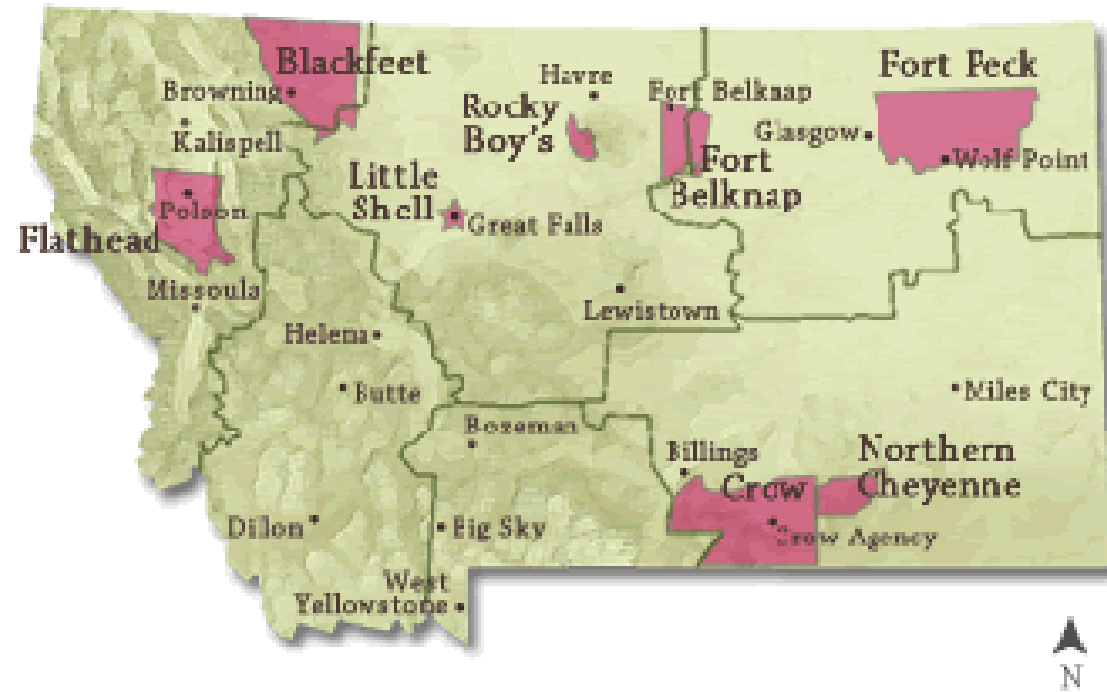 Blackfeet
Browning
Kalispell
Havre
Rocky
Boy's
Fort Belknap
Fort
Belknap
Fort Peck
Glasgow
Wolf Point
Little
Shell
Great Falls
Polson
Flathead
Missoula
Lewistown
Helena
Butte
Bozeman
Miles City
Billings
Crow
Northern
Cheyenne
Crow Agency
Dillon
Big Sky
West
Yellowstone
N